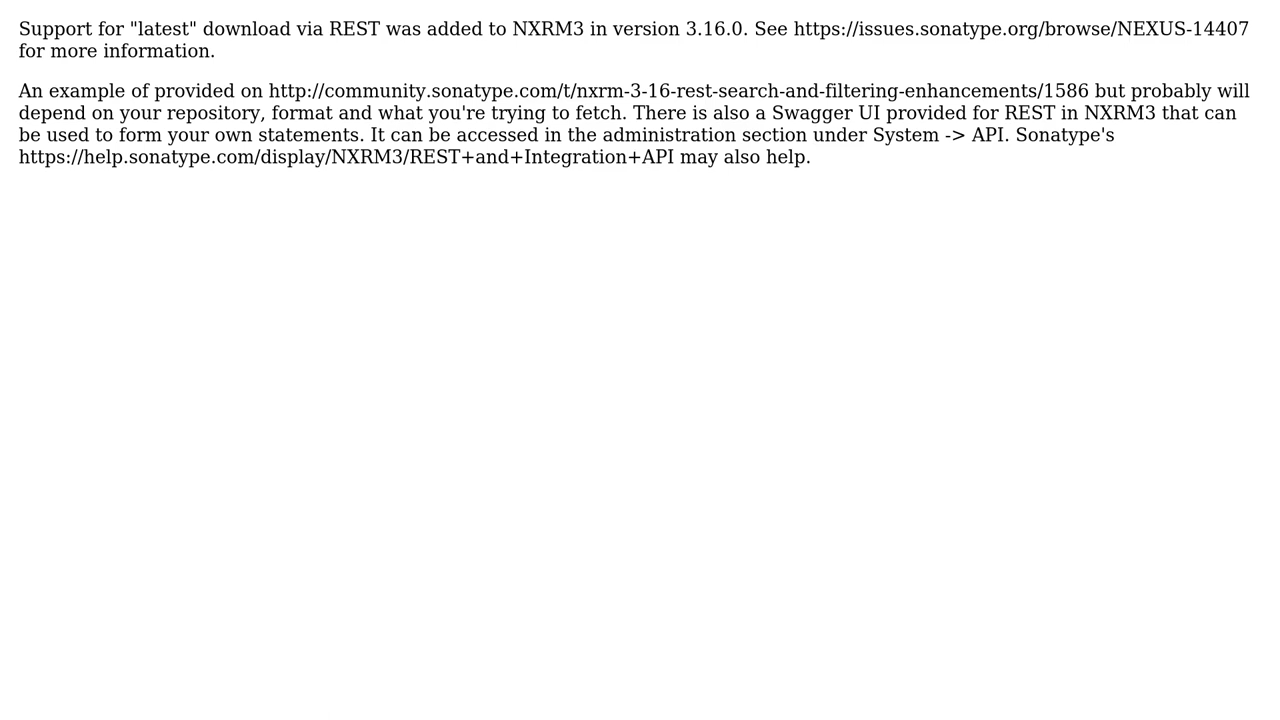 Support for "latest" download via REST was added to NXRM3 in version 3.16.0. See https://issues.sonatype.org/browse/NEXUS-14407
for more information.
An example of provided on http://community.sonatype.com/t/nxrm-3-16-rest-search-and-filtering-enhancements/1586 but probably will
depend on your repository, format and what you're trying to fetch. There is also a Swagger UI provided for REST in NXRM3 that can
be used to form your own statements. It can be accessed in the administration section under System -> API. Sonatype's
https://help.sonatype.com/display/NXRM3/REST+and+Integration+API may also help.